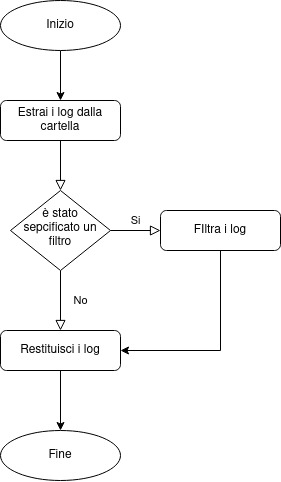 Inizio
Estrai i log dalla
cartella
è stato
sepcificato un
filtro
Si
FIltra i log
No
Restituisci i log
Fine